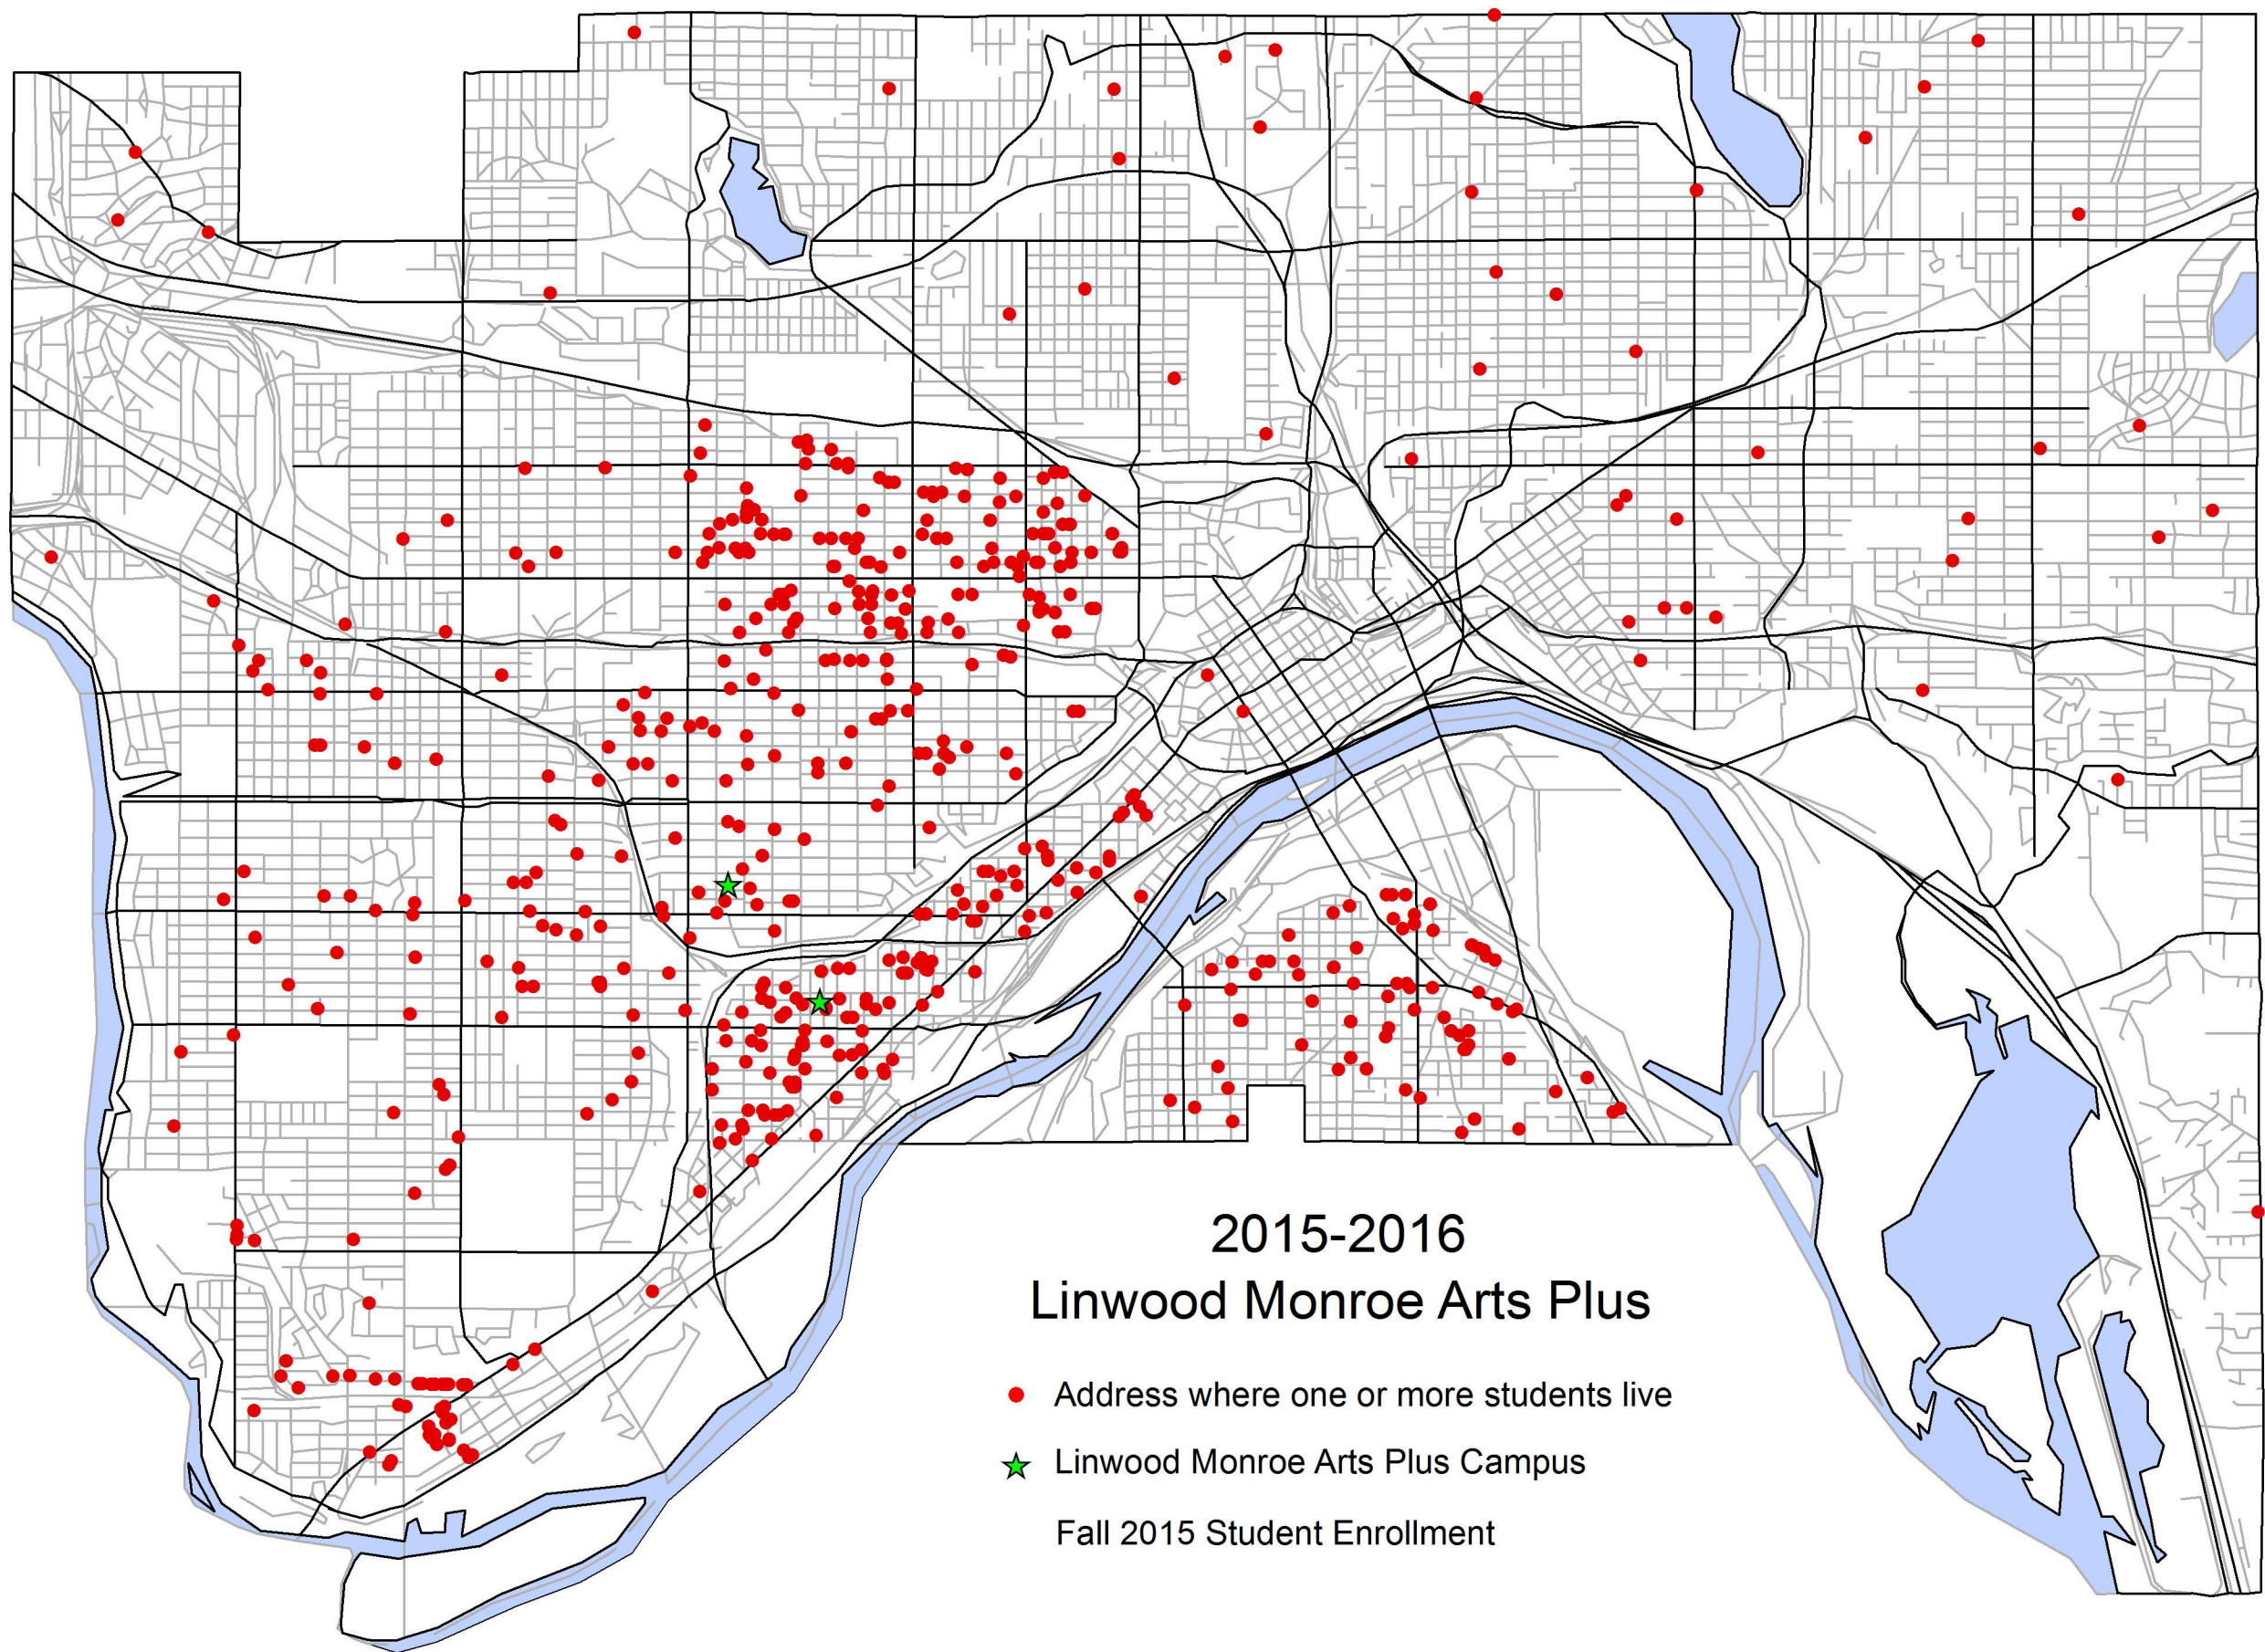 2015-2016
Linwood Monroe Arts Plus
Address where one or more students live
Linwood Monroe Arts Plus Campus
Fall 2015 Student Enrollment